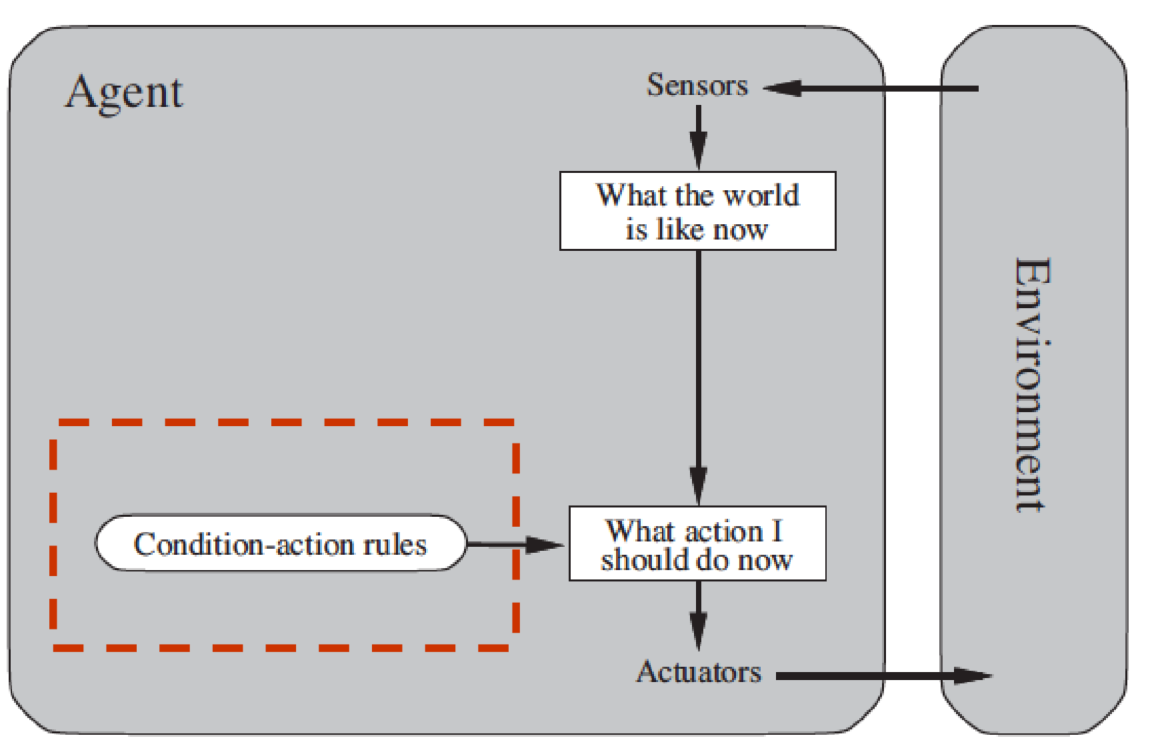 Agent
Sensors
What the world
is like now
Environment
Condition-action rules
What action I
should do now
Actuators